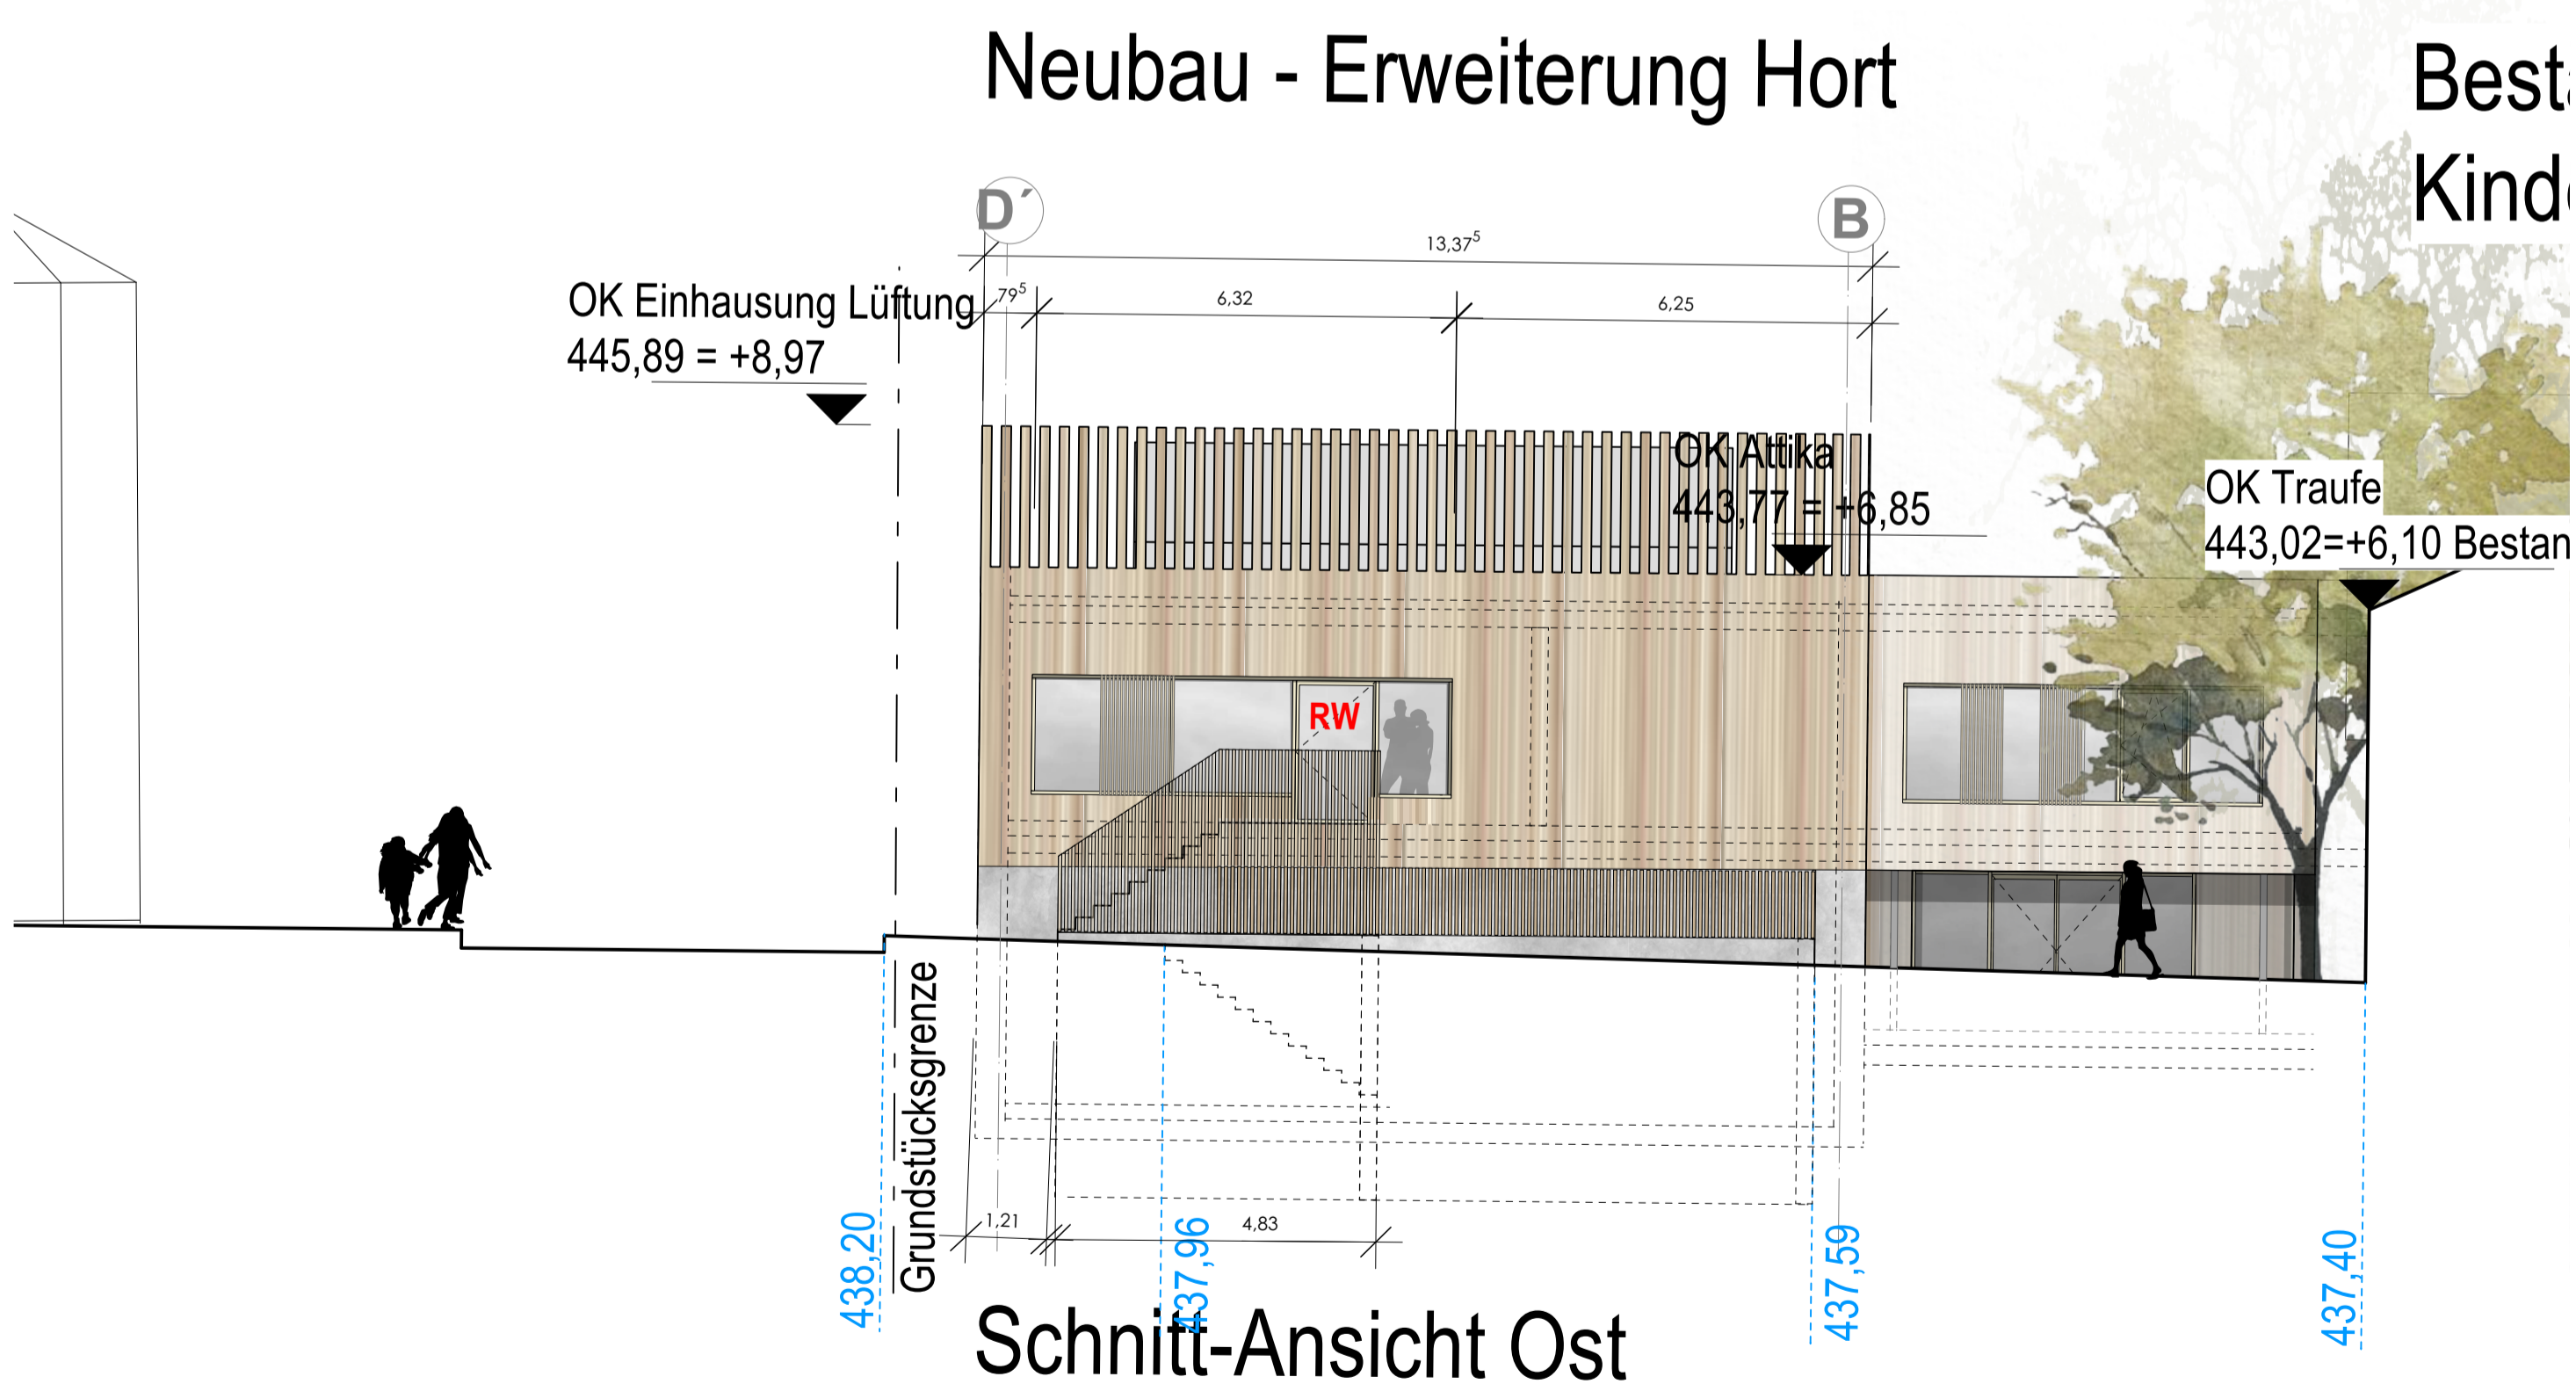 Neubau - Erweiterung Hort
Best
Kind
D´
B
13,37⁵
79⁵
6,32
6,25
OK Einhausung Lüftung
445,89 = +8,97
OK Attika
443,77 = +6,85
OK Traufe
443,02=+6,10 Bestan
RW
Grundstücksgrenze
1,21
4,83
438,20
437,96
437,59
437,40
Schnitt-Ansicht Ost